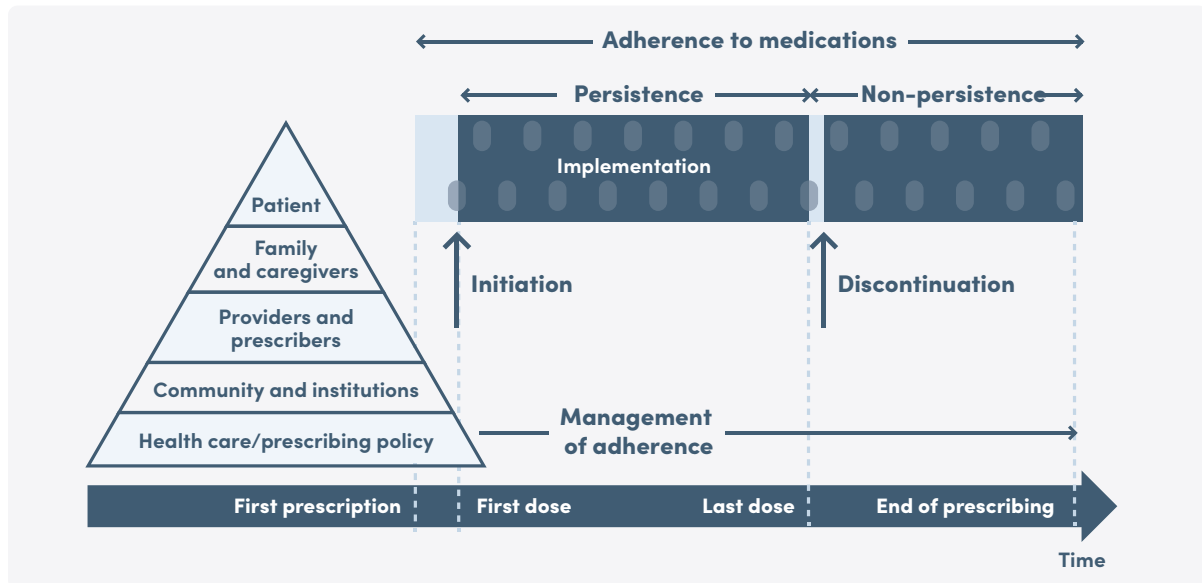 Adherence to medications
Persistence
Non-persistence
Implementation
Patient
Family
and caregivers
Initiation
Discontinuation
Providers and
prescribers
Community and institutions
Management
of adherence
Health care/prescribing policy
First prescription
First dose
Last dose
End of prescribing
Time